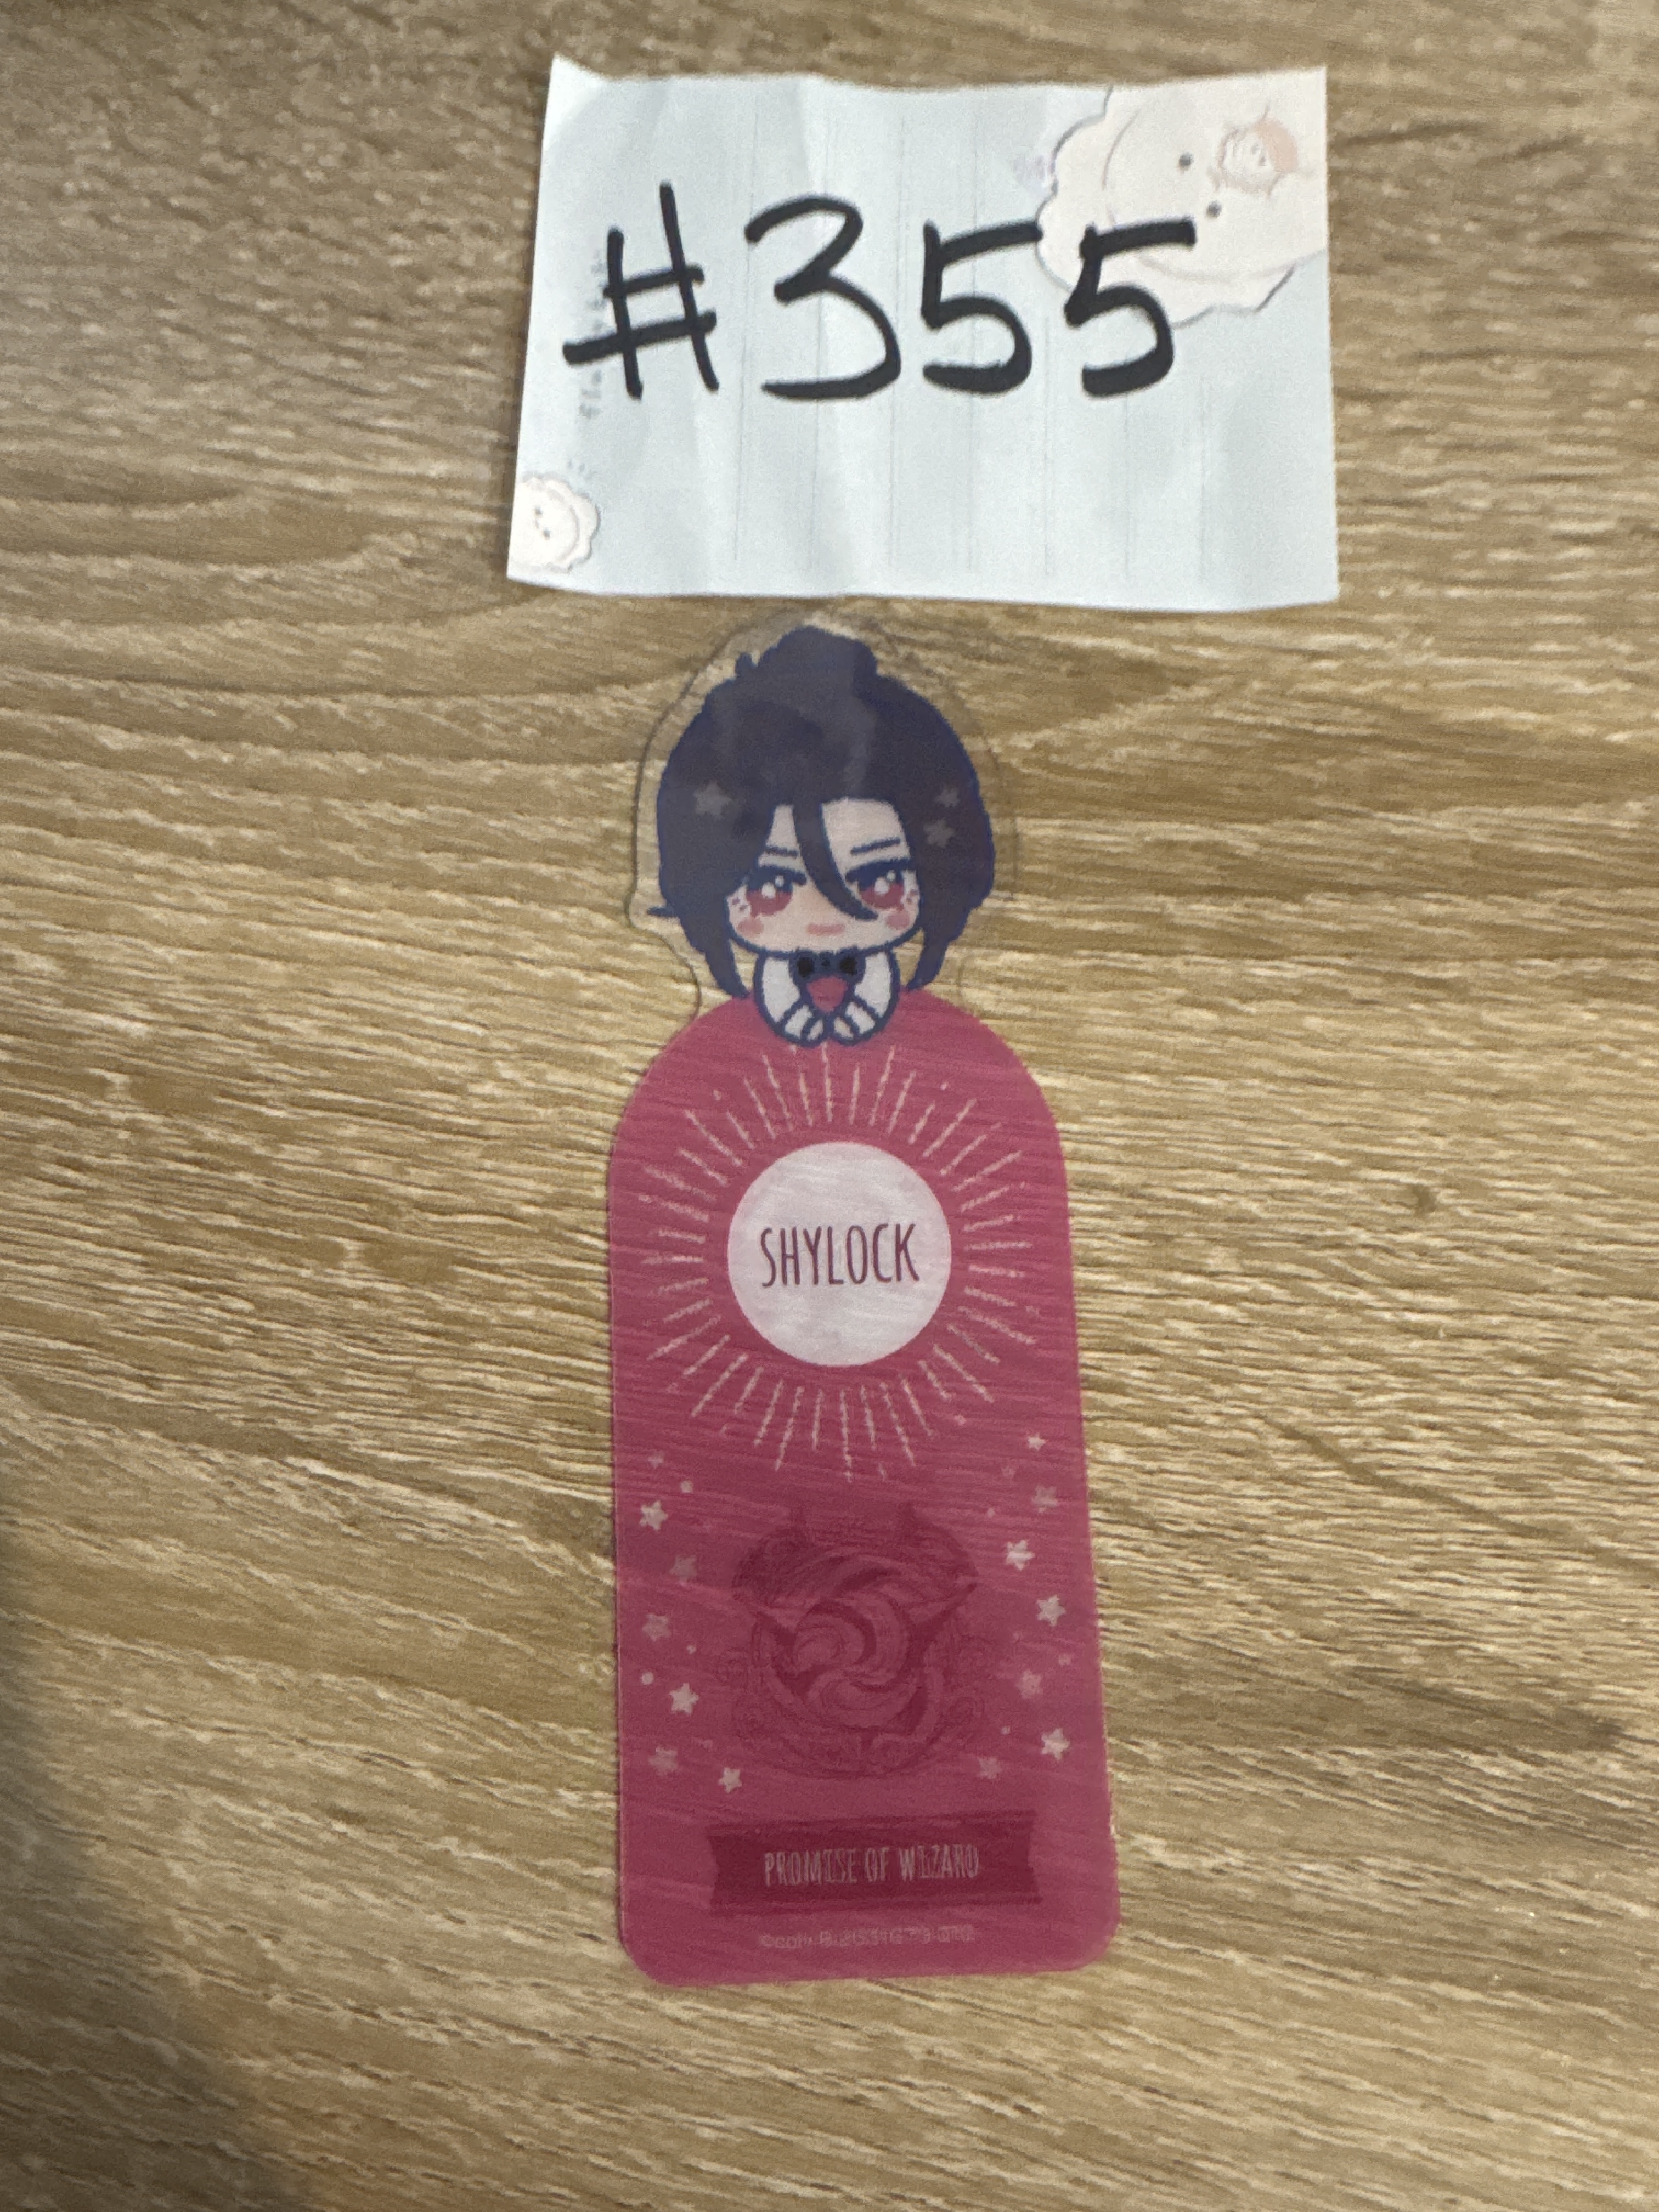 #355
SHYLOCK
PROMISE OF WIZARD